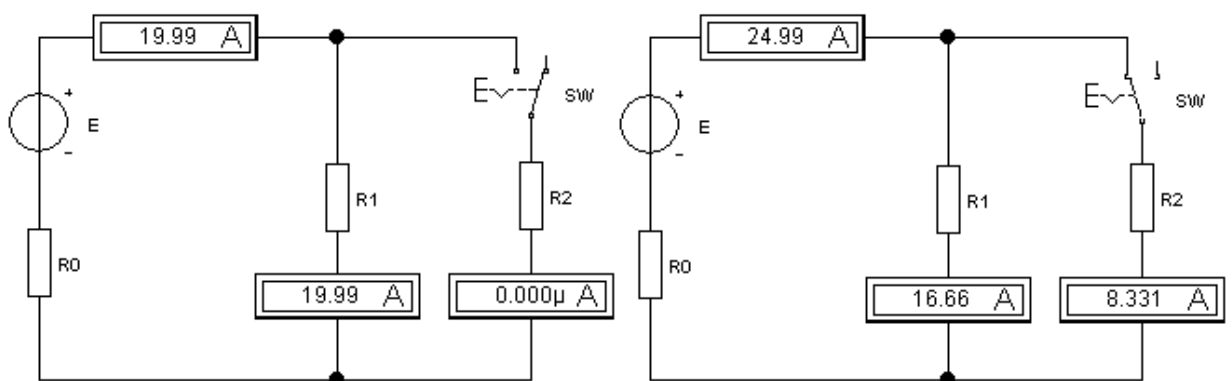 19.99 A
24.99 A
+
E
-
SW
+
E
-
SW
R1
R2
R1
R2
R0
R0
19.99 A
0.000µ A
16.66 A
8.331 A